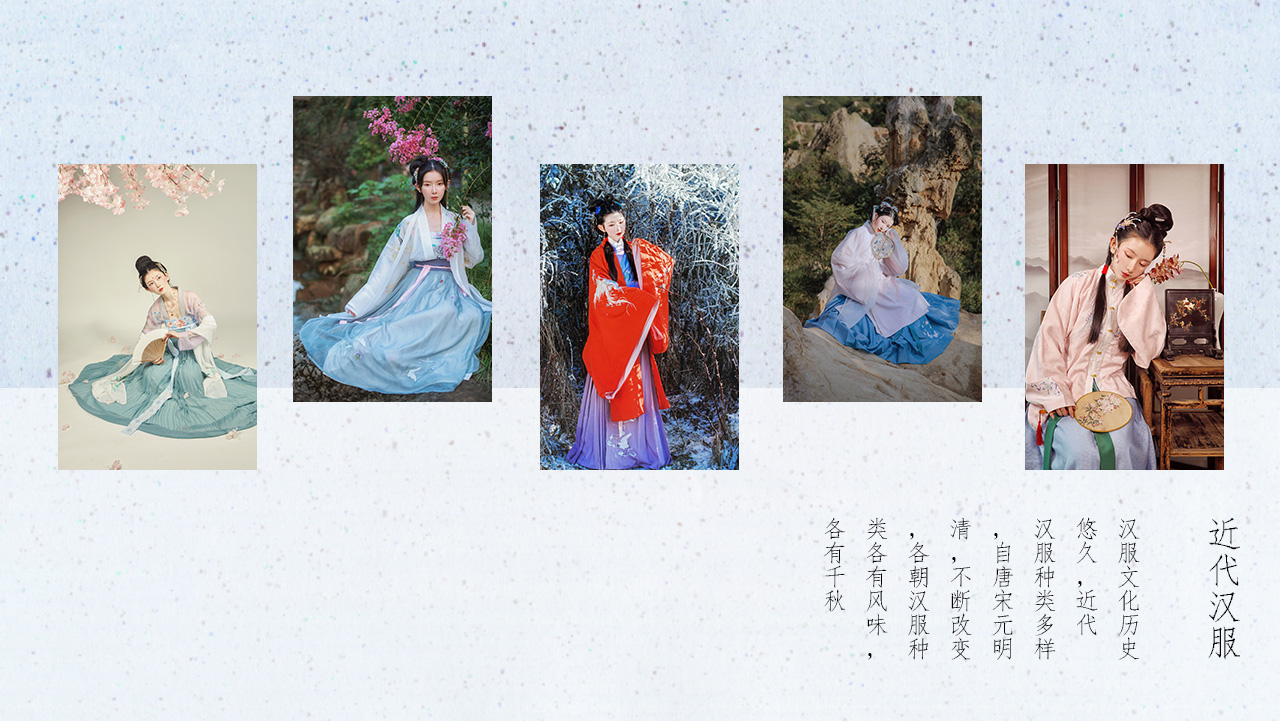 近代汉服
汉服文化历史
悠久，近代
汉服种类多样
，自唐宋元明
清，不断改变
，各朝汉服种
类各有风味，
各有千秋